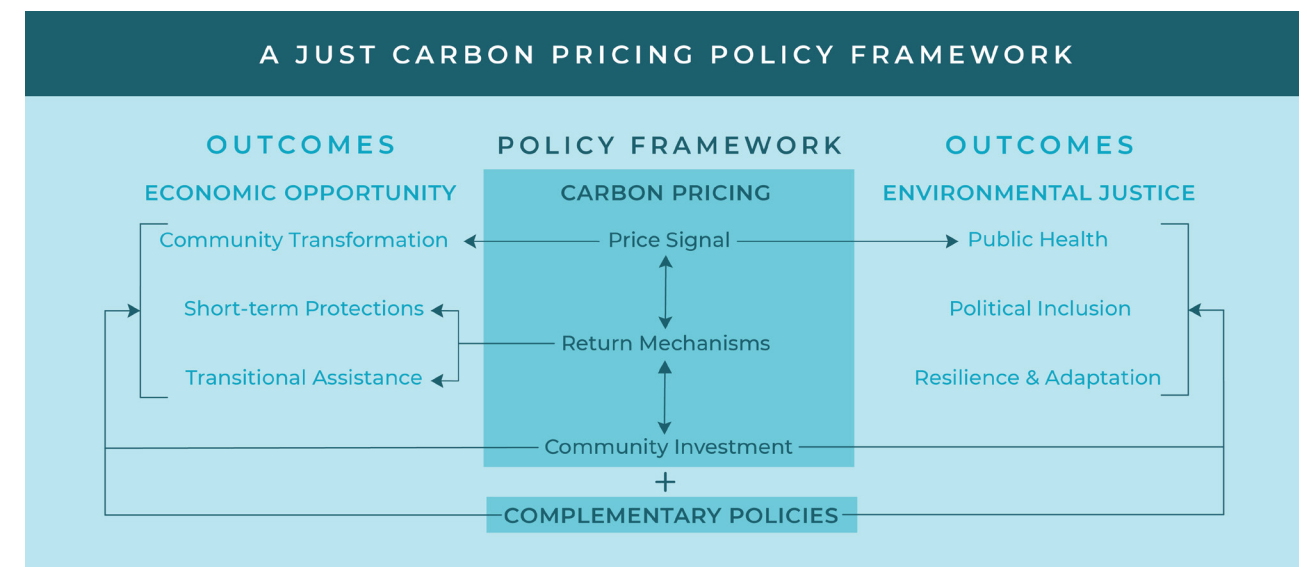 A JUST CARBON PRICING POLICY FRAMEWORK
OUTCOMES
ECONOMIC OPPORTUNITY
Community Transformation
Short-term Protections
Transitional Assistance
POLICY FRAMEWORK
CARBON PRICING
Price Signal
Return Mechanisms
Community Investment
+
COMPLEMENTARY POLICIES
OUTCOMES
ENVIRONMENTAL JUSTICE
Public Health
Political Inclusion
Resilience & Adaptation